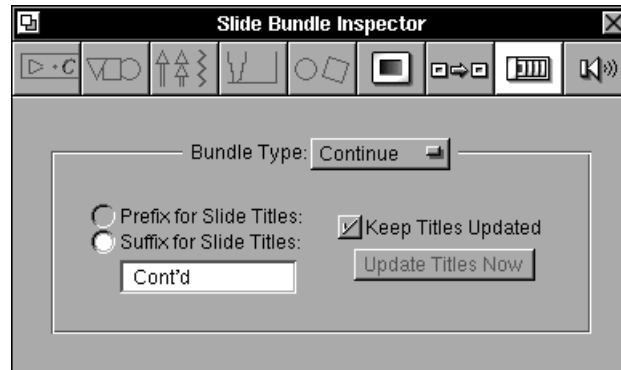 Slide Bundle Inspector
C
Bundle Type: Continue
Prefix for Slide Titles:
Suffix for Slide Titles:
Keep Titles Updated
Cont'd
Update Titles Now